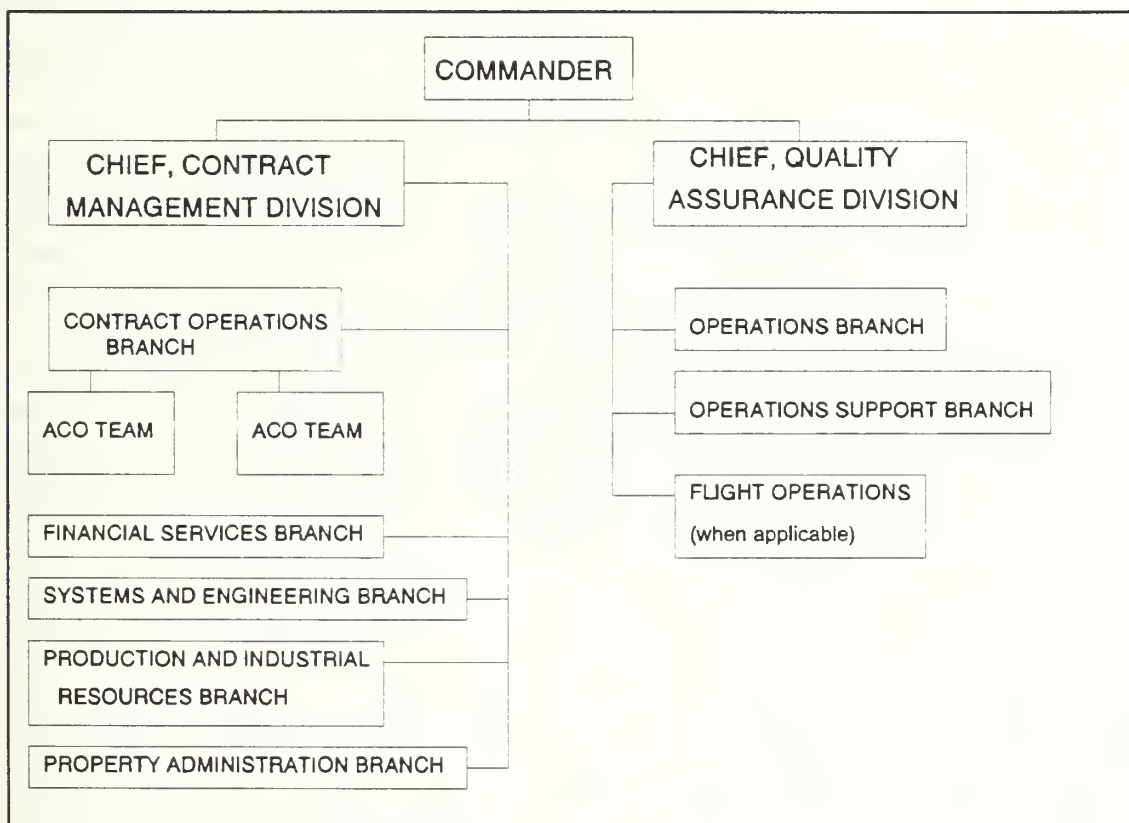 COMMANDER
CHIEF, CONTRACT
MANAGEMENT DIVISION
CHIEF, QUALITY
ASSURANCE DIVISION
CONTRACT OPERATIONS
BRANCH
ACO TEAM
ACO TEAM
FINANCIAL SERVICES BRANCH
SYSTEMS AND ENGINEERING BRANCH
PRODUCTION AND INDUSTRIAL
RESOURCES BRANCH
PROPERTY ADMINISTRATION BRANCH
OPERATIONS BRANCH
OPERATIONS SUPPORT BRANCH
FLIGHT OPERATIONS
(when applicable)